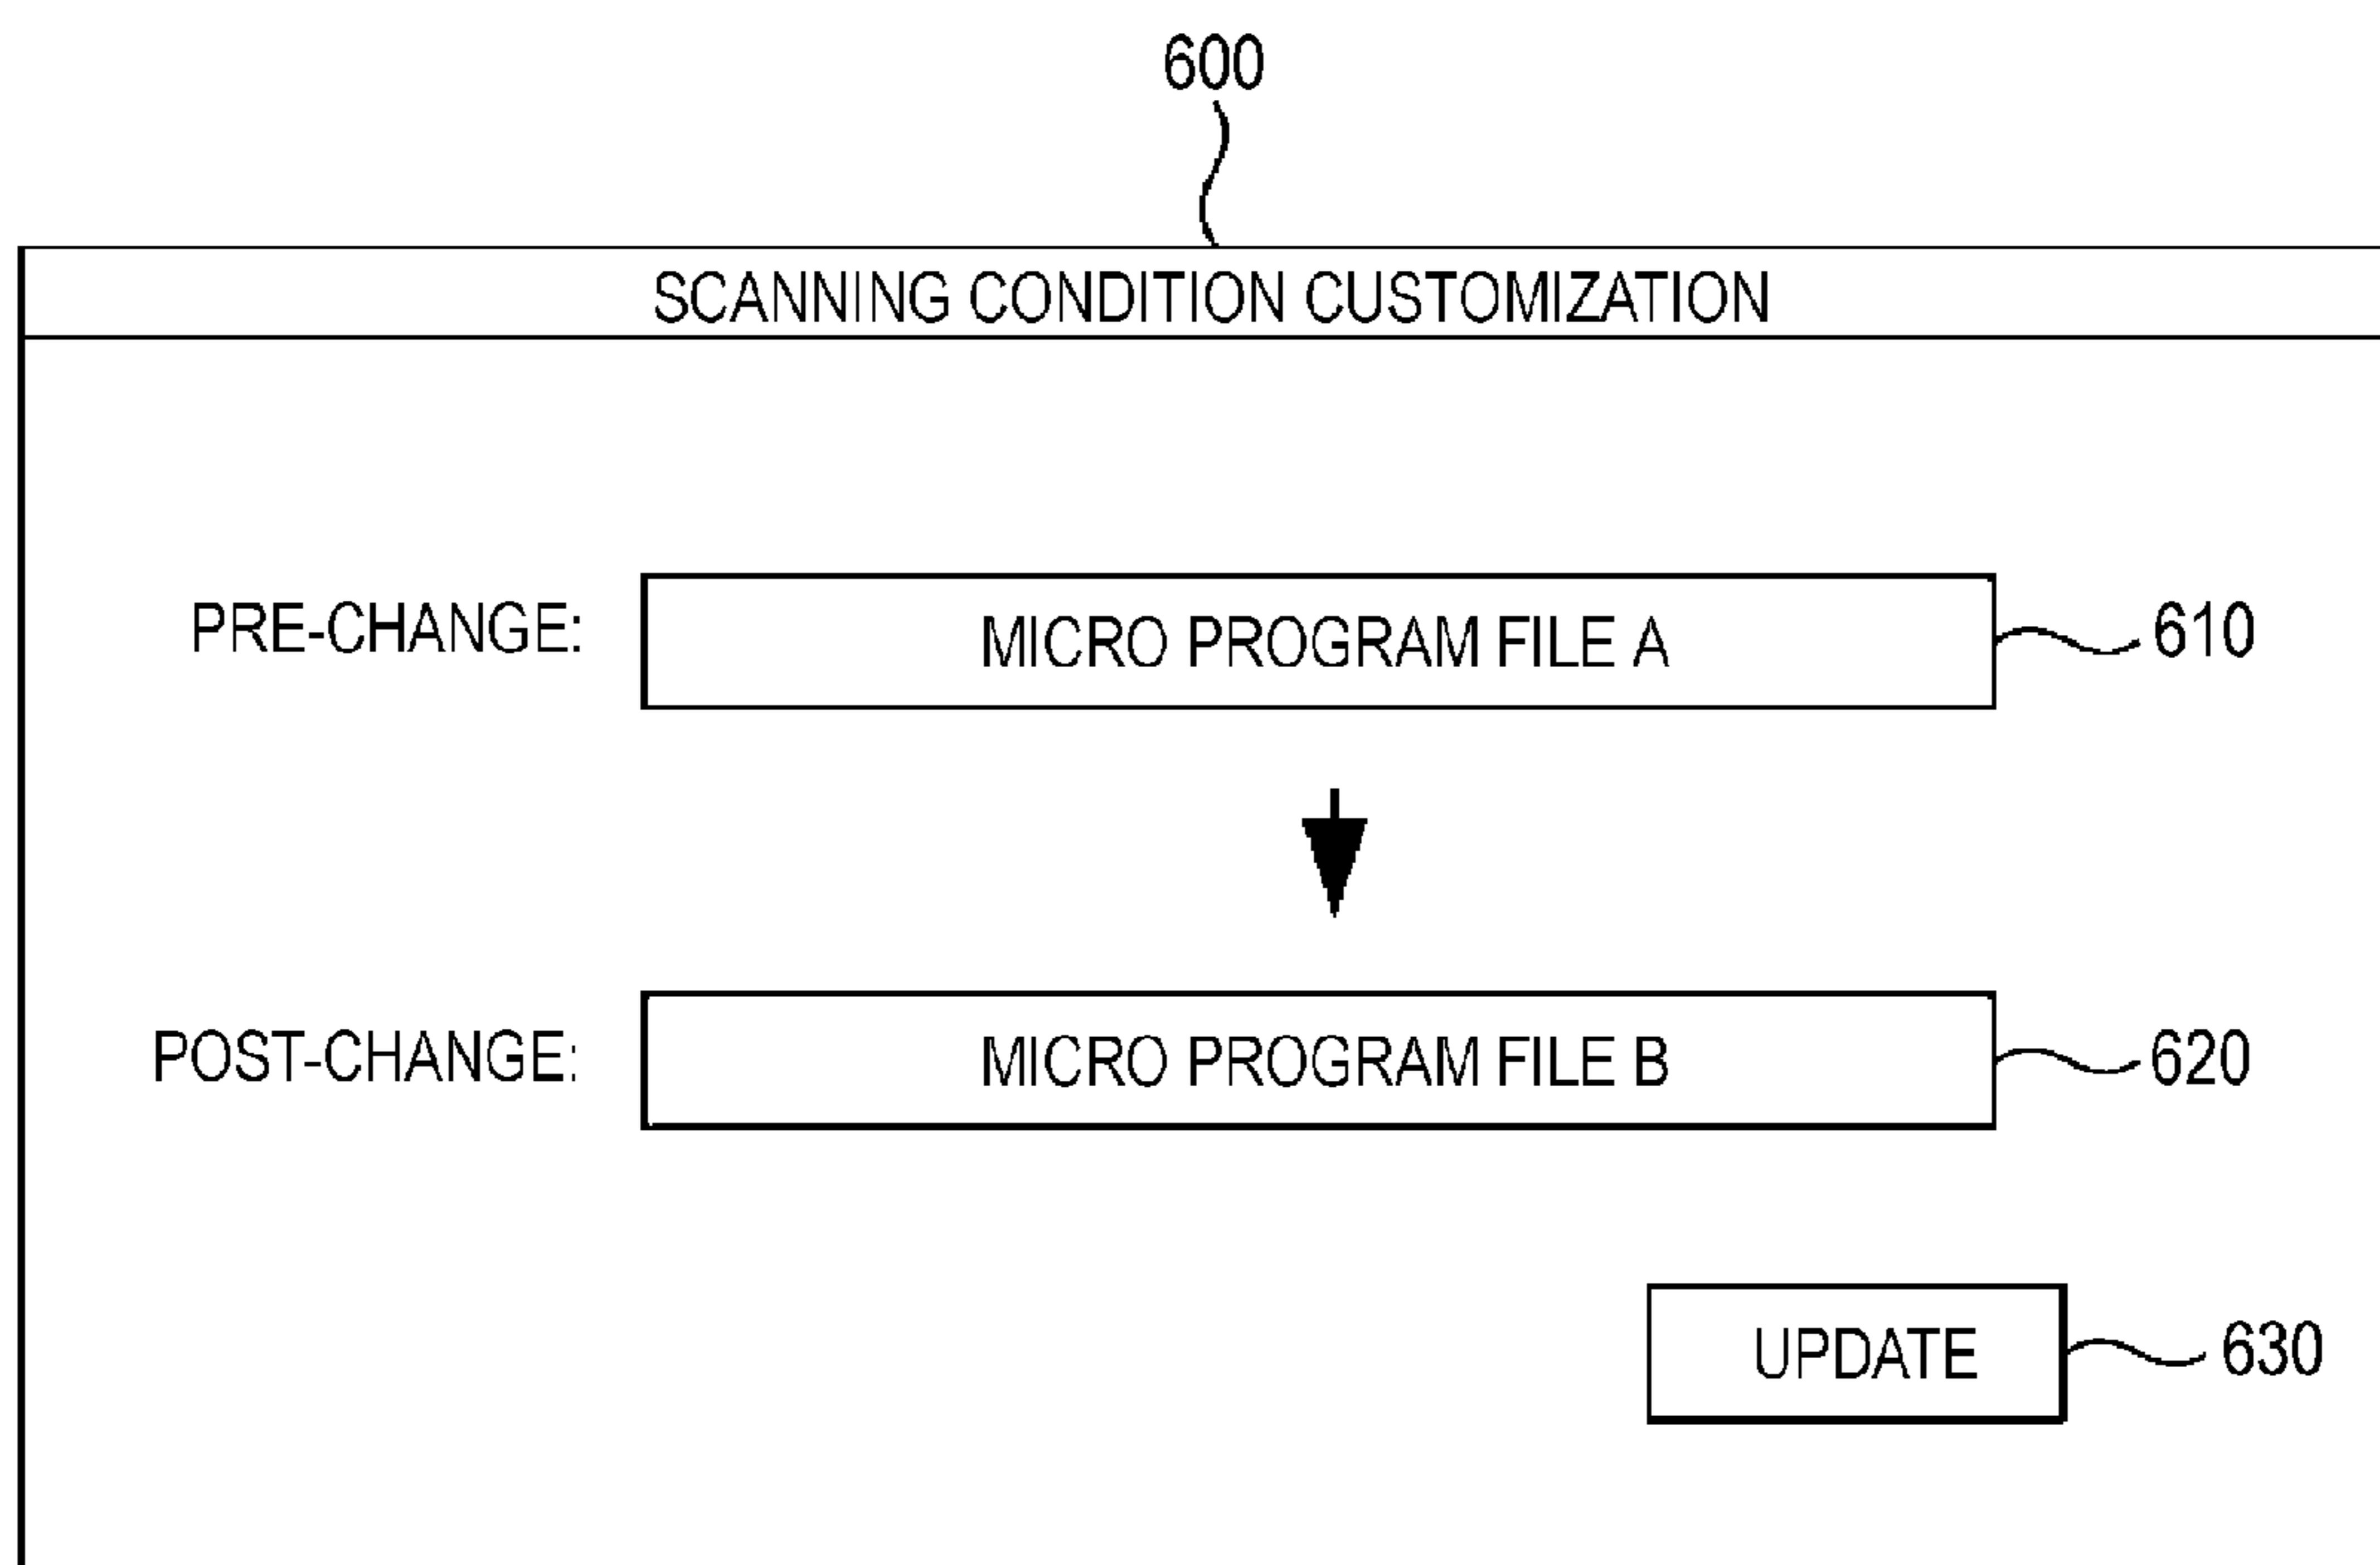 600
SCANNING CONDITION CUSTOMIZATION
PRE-CHANGE: MICRO PROGRAM FILE A 610
POST-CHANGE: MICRO PROGRAM FILE B 620
UPDATE 630